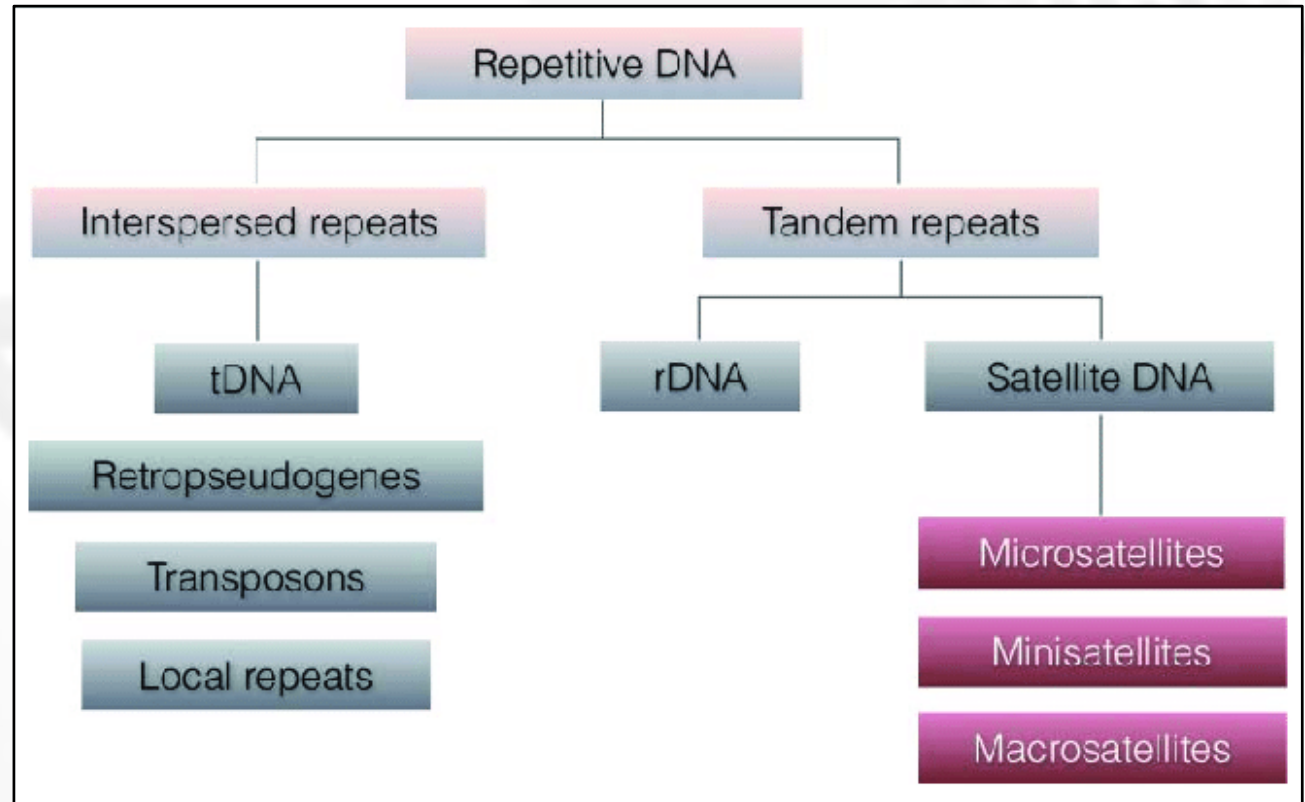 Repetitive DNA
Interspersed repeats
Tandem repeats
tDNA
rDNA
Satellite DNA
Retropseudogenes
Transposons
Local repeats
Microsatellites
Minisatellites
Macrosatellites